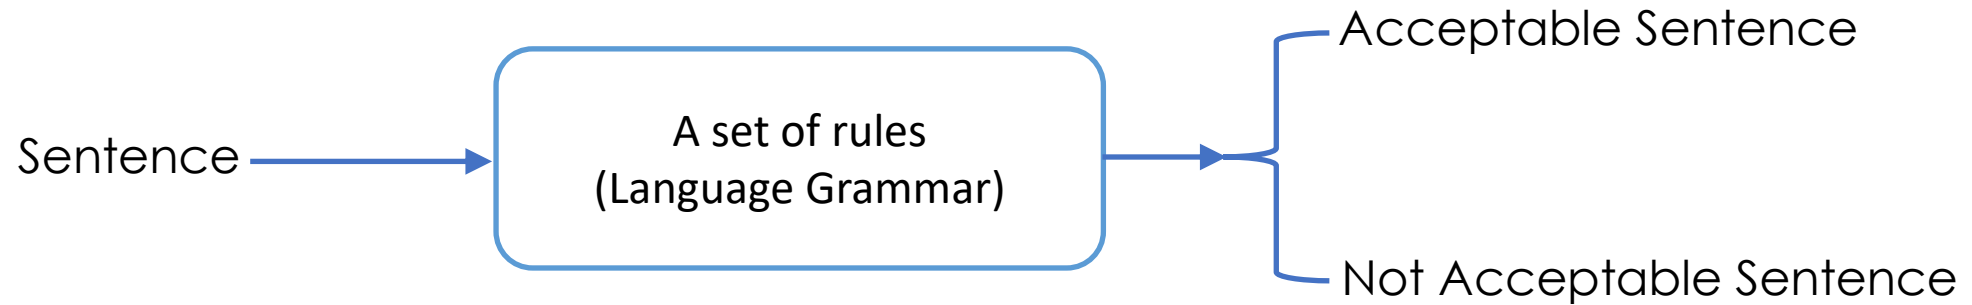 Acceptable Sentence
Sentence
A set of rules
(Language Grammar)
Not Acceptable Sentence